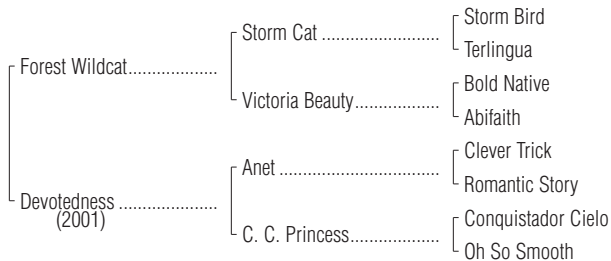 Storm Bird
Storm Cat ........................
Terlingua
Forest Wildcat..................
Bold Native
Victoria Beauty.................
Abifaith
Clever Trick
Anet ................................
Romantic Story
Devotedness ....................
(2001)
Conquistador Cielo
C. C. Princess..................
Oh So Smooth